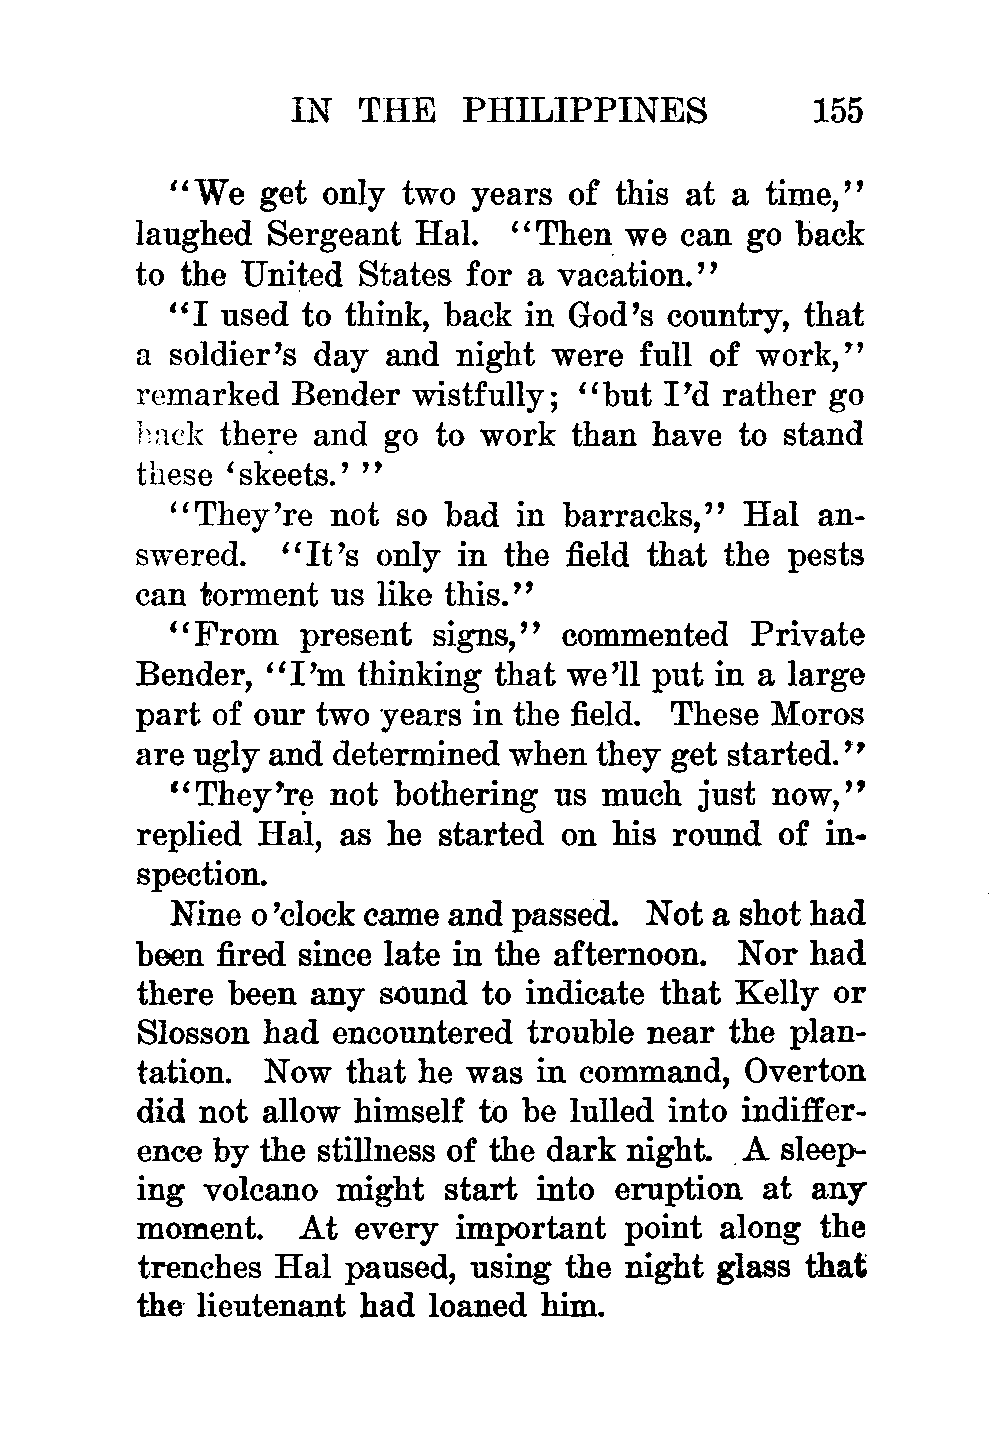 IN THE PHILIPPINES 155
“We get only two years of this at a time,”
laughed Sergeant Hal. “Then we can go back
to the United States for a vacation.”
“I used to think, back in God’s country, that
a soldier’s day and night were full of work,”
remarked Bender wistfully; “but I’d rather go
back there and go to work than have to stand
these ‘skeets.’ ”
“They’re not so bad in barracks,” Hal an-
swered. “It’s only in the field that the pests
can torment us like this.”
“From present signs,” commented Private
Bender, “I’m thinking that we’ll put in a large
part of our two years in the field. These Moros
are ugly and determined when they get started.”
“They’re not bothering us much just now,”
replied Hal, as he started on his round of in-
spection.
Nine o’clock came and passed. Not a shot had
been fired since late in the afternoon. Nor had
there been any sound to indicate that Kelly or
Slosson had encountered trouble near the plan-
tation. Now that he was in command, Overton
did not allow himself to be lulled into indiffer-
ence by the stillness of the dark night. A sleep-
ing volcano might start into eruption at any
moment. At every important point along the
trenches Hal paused, using the night glass that
the lieutenant had loaned him.